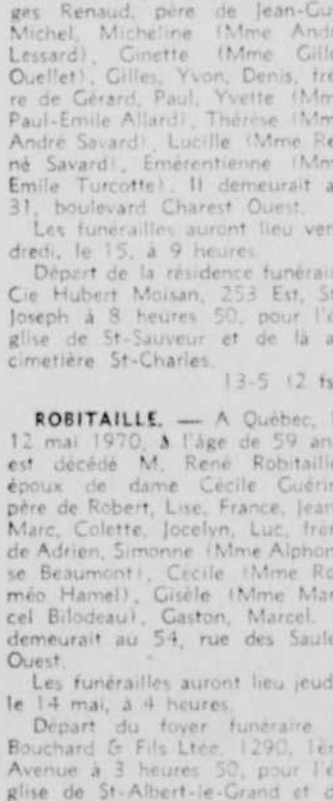 ges Renaud, père de Jean-Gu
Michel, Micheline (Mme Andr
Lessard), Ginette (Mme Gille
Ouellet), Gilles, Yvon, Denis, frè
re de Gérard, Paul, Yvette (Mm
Paul-Emile Allard), Thérèse (Mm
André Savard), Lucille (Mme Re
né Savard), Emérentienne (Mm
Emile Turcotte). Il demeurait a
31, boulevard Charest Ouest.
Les funérailles auront lieu ven
dredi, le 15, à 9 heures.
Départ de la résidence funérair
Cie Hubert Moisan, 253 Est, St
Joseph à 8 heures 50, pour l'é
glise de St-Sauveur et de là a
cimetière St-Charles.
13-5 (2 fs
ROBITAILLE. — A Québec, l
12 mai 1970, à l'âge de 59 an
est décédé M. René Robitaille
époux de dame Cécile Guérin
père de Robert, Lise, France, Jean
Marc, Colette, Jocelyn, Luc, frèr
de Adrien, Simonne (Mme Alphon
se Beaumont), Cécile (Mme Ro
méo Hamel), Gisèle (Mme Mar
cel Bilodeau), Gaston, Marcel.
demeurait au 54, rue des Saule
Ouest.
Les funérailles auront lieu jeud
le 14 mai, à 4 heures.
Départ du foyer funéraire
Bouchard & Fils Ltée, 1290, 1èr
Avenue à 3 heures 50, pour l'é
glise de St-Albert-le-Grand et d